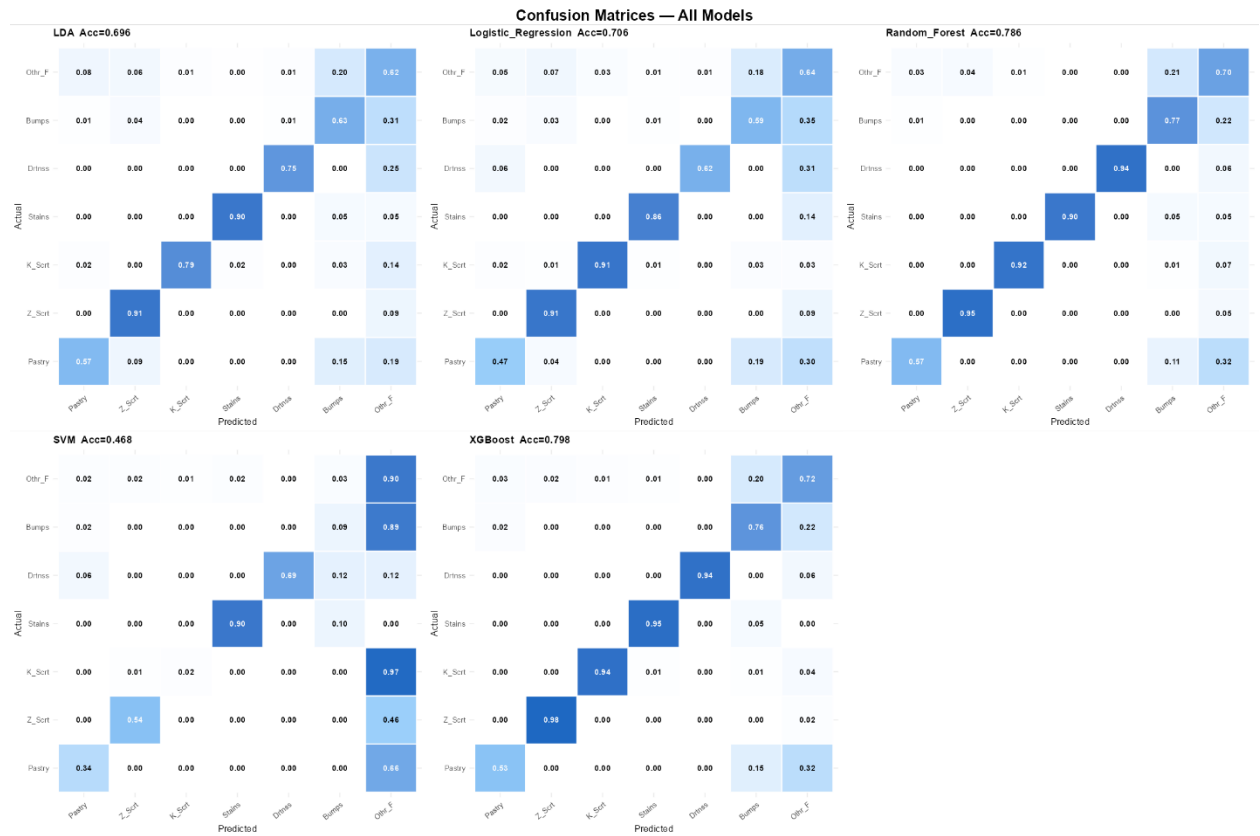 Confusion Matrices — All Models
LDA Acc=0.696
Actual
Othr_F 0.08 0.06 0.01 0.00 0.01 0.20 0.62
Bumps 0.01 0.04 0.00 0.00 0.01 0.63 0.31
Drtnss 0.00 0.00 0.00 0.00 0.75 0.00 0.25
Stains 0.00 0.00 0.00 0.90 0.00 0.05 0.05
K_Scrt 0.02 0.00 0.79 0.02 0.00 0.03 0.14
Z_Scrt 0.00 0.91 0.00 0.00 0.00 0.00 0.09
Pastry 0.57 0.09 0.00 0.00 0.00 0.15 0.19
Pastry Z_Scrt K_Scrt Stains Drtnss Bumps Othr_F
Predicted
Logistic_Regression Acc=0.706
Actual
Othr_F 0.05 0.07 0.03 0.01 0.01 0.18 0.64
Bumps 0.02 0.03 0.00 0.01 0.00 0.59 0.35
Drtnss 0.06 0.00 0.00 0.00 0.62 0.00 0.31
Stains 0.00 0.00 0.00 0.86 0.00 0.00 0.14
K_Scrt 0.02 0.01 0.91 0.01 0.00 0.03 0.03
Z_Scrt 0.00 0.91 0.00 0.00 0.00 0.00 0.09
Pastry 0.47 0.04 0.00 0.00 0.00 0.19 0.30
Pastry Z_Scrt K_Scrt Stains Drtnss Bumps Othr_F
Predicted
Random_Forest Acc=0.786
Actual
Othr_F 0.03 0.04 0.01 0.00 0.00 0.21 0.70
Bumps 0.01 0.00 0.00 0.00 0.00 0.77 0.22
Drtnss 0.00 0.00 0.00 0.00 0.94 0.00 0.06
Stains 0.00 0.00 0.00 0.90 0.00 0.05 0.05
K_Scrt 0.00 0.00 0.92 0.00 0.00 0.01 0.07
Z_Scrt 0.00 0.95 0.00 0.00 0.00 0.00 0.05
Pastry 0.57 0.00 0.00 0.00 0.00 0.11 0.32
Pastry Z_Scrt K_Scrt Stains Drtnss Bumps Othr_F
Predicted
SVM Acc=0.468
Actual
Othr_F 0.02 0.02 0.01 0.02 0.00 0.03 0.90
Bumps 0.02 0.00 0.00 0.00 0.00 0.09 0.89
Drtnss 0.06 0.00 0.00 0.00 0.69 0.12 0.12
Stains 0.00 0.00 0.00 0.90 0.00 0.10 0.00
K_Scrt 0.00 0.01 0.02 0.00 0.00 0.00 0.97
Z_Scrt 0.00 0.54 0.00 0.00 0.00 0.00 0.46
Pastry 0.34 0.00 0.00 0.00 0.00 0.00 0.66
Pastry Z_Scrt K_Scrt Stains Drtnss Bumps Othr_F
Predicted
XGBoost Acc=0.798
Actual
Othr_F 0.03 0.02 0.01 0.01 0.00 0.20 0.72
Bumps 0.02 0.00 0.00 0.00 0.00 0.76 0.22
Drtnss 0.00 0.00 0.00 0.00 0.94 0.00 0.06
Stains 0.00 0.00 0.00 0.95 0.00 0.05 0.00
K_Scrt 0.00 0.00 0.94 0.01 0.00 0.01 0.04
Z_Scrt 0.00 0.98 0.00 0.00 0.00 0.00 0.02
Pastry 0.53 0.00 0.00 0.00 0.00 0.15 0.32
Pastry Z_Scrt K_Scrt Stains Drtnss Bumps Othr_F
Predicted